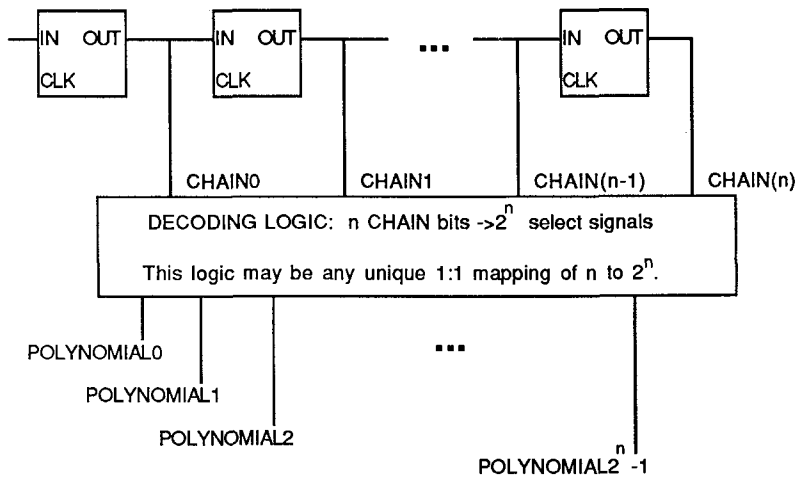 IN OUT IN OUT ... IN OUT
CLK CLK CLK
CHAIN0 CHAIN1 CHAIN(n-1) CHAIN(n)
DECODING LOGIC: n CHAIN bits ->2^n select signals
This logic may be any unique 1:1 mapping of n to 2^n.
POLYNOMIAL0
...
POLYNOMIAL1
POLYNOMIAL2
POLYNOMIAL2^n -1